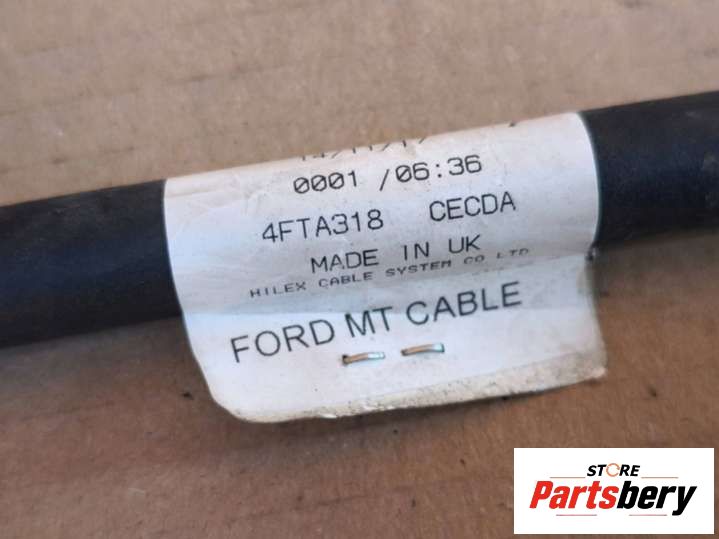 0001 /06:36
4FTA318 CECDA
MADE IN UK
HILEX CABLE SYSTEM CO LTD
FORD MT CABLE
STORE
Partsbery